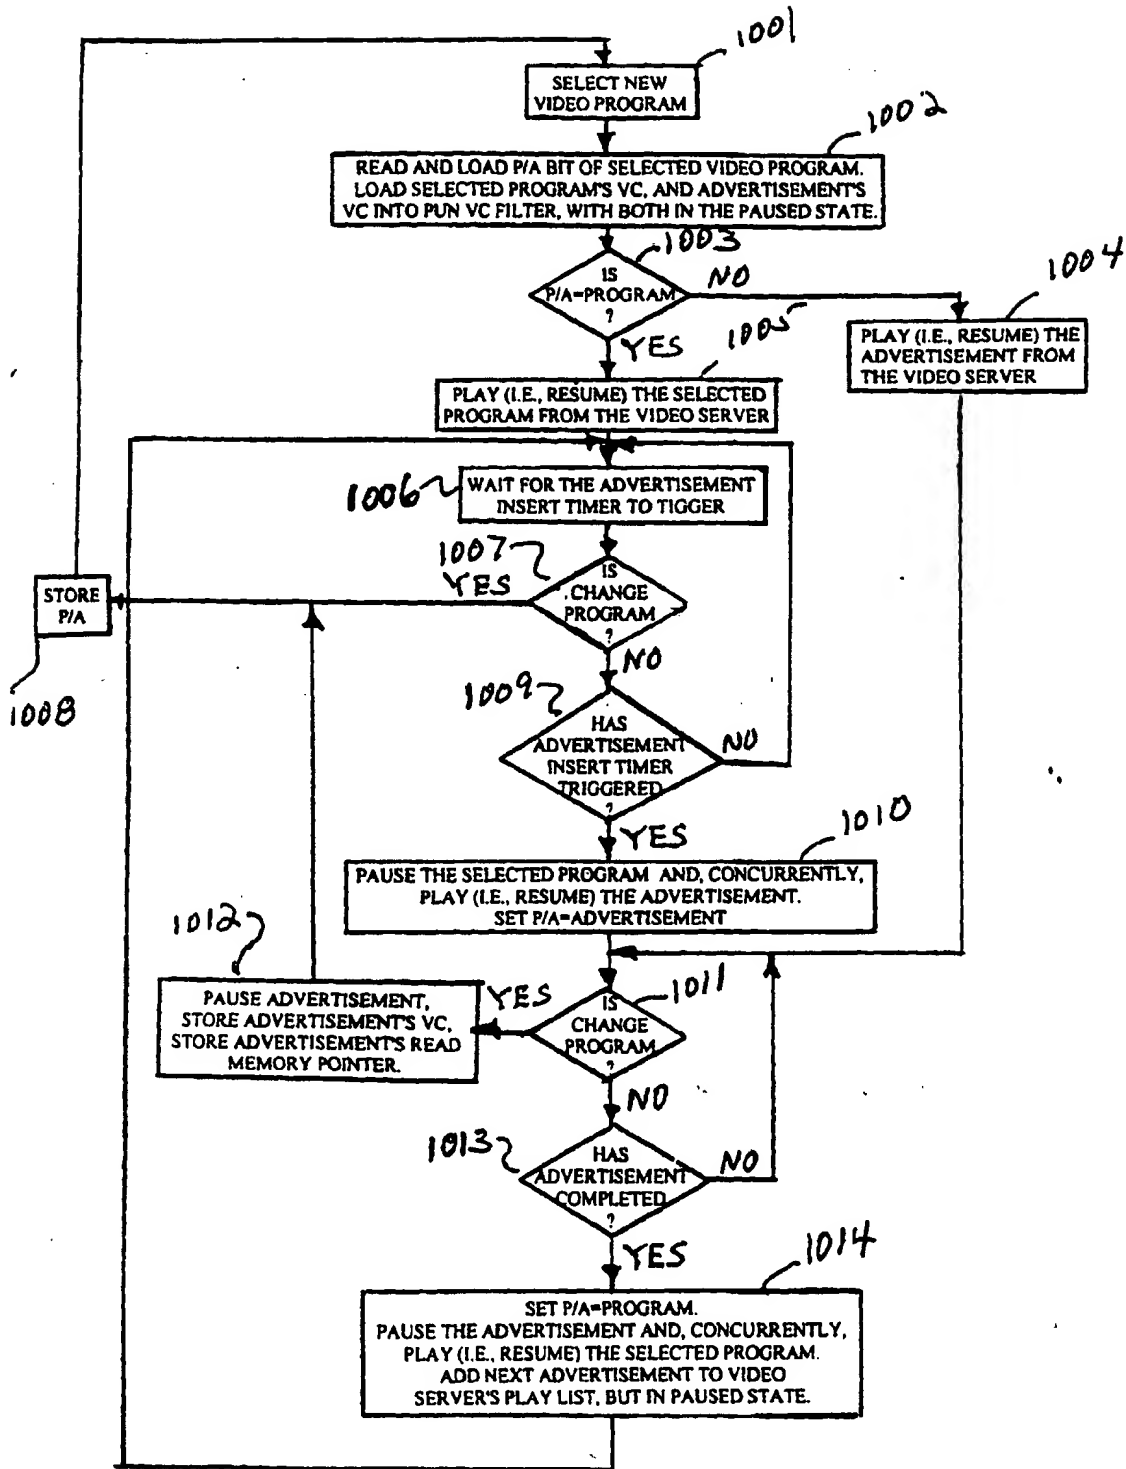 1001
SELECT NEW
VIDEO PROGRAM
1002
READ AND LOAD P/A BIT OF SELECTED VIDEO PROGRAM.
LOAD SELECTED PROGRAM'S VC, AND ADVERTISEMENT'S
VC INTO PUN VC FILTER, WITH BOTH IN THE PAUSED STATE.
1003
IS
P/A=PROGRAM
?
NO
1004
PLAY (I.E., RESUME) THE
ADVERTISEMENT FROM
THE VIDEO SERVER
YES
1005
PLAY (I.E., RESUME) THE SELECTED
PROGRAM FROM THE VIDEO SERVER
1006
WAIT FOR THE ADVERTISEMENT
INSERT TIMER TO TIGGER
1007
YES
IS
CHANGE
PROGRAM
?
NO
STORE
P/A
1008
1009
HAS
ADVERTISEMENT
INSERT TIMER
TRIGGERED
?
NO
YES
1010
PAUSE THE SELECTED PROGRAM AND, CONCURRENTLY,
PLAY (I.E., RESUME) THE ADVERTISEMENT.
SET P/A=ADVERTISEMENT
1011
IS
CHANGE
PROGRAM
?
YES
1012
PAUSE ADVERTISEMENT,
STORE ADVERTISEMENT'S VC,
STORE ADVERTISEMENT'S READ
MEMORY POINTER.
NO
1013
HAS
ADVERTISEMENT
COMPLETED
?
NO
YES
1014
SET P/A=PROGRAM.
PAUSE THE ADVERTISEMENT AND, CONCURRENTLY,
PLAY (I.E., RESUME) THE SELECTED PROGRAM.
ADD NEXT ADVERTISEMENT TO VIDEO
SERVER'S PLAY LIST, BUT IN PAUSED STATE.